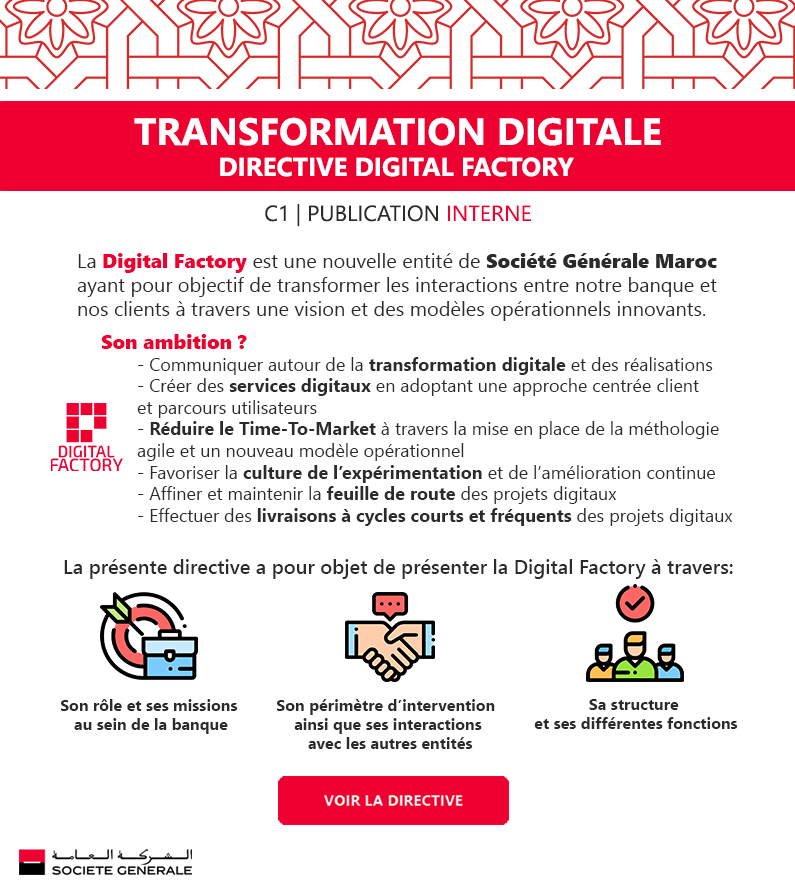 TRANSFORMATION DIGITALE
DIRECTIVE DIGITAL FACTORY
C1 | PUBLICATION INTERNE
La Digital Factory est une nouvelle entité de Société Générale Maroc
ayant pour objectif de transformer les interactions entre notre banque et
nos clients à travers une vision et des modèles opérationnels innovants.
Son ambition ?
- Communiquer autour de la transformation digitale et des réalisations
- Créer des services digitaux en adoptant une approche centrée client
et parcours utilisateurs
- Réduire le Time-To-Market à travers la mise en place de la méthologie
agile et un nouveau modèle opérationnel
- Favoriser la culture de l'expérimentation et de l'amélioration continue
- Affiner et maintenir la feuille de route des projets digitaux
- Effectuer des livraisons à cycles courts et fréquents des projets digitaux
DIGITAL
FACTORY
La présente directive a pour objet de présenter la Digital Factory à travers:
Son rôle et ses missions
au sein de la banque
Son périmètre d'intervention
ainsi que ses interactions
avec les autres entités
Sa structure
et ses différentes fonctions
VOIR LA DIRECTIVE
الشركة العامة
SOCIETE GENERALE